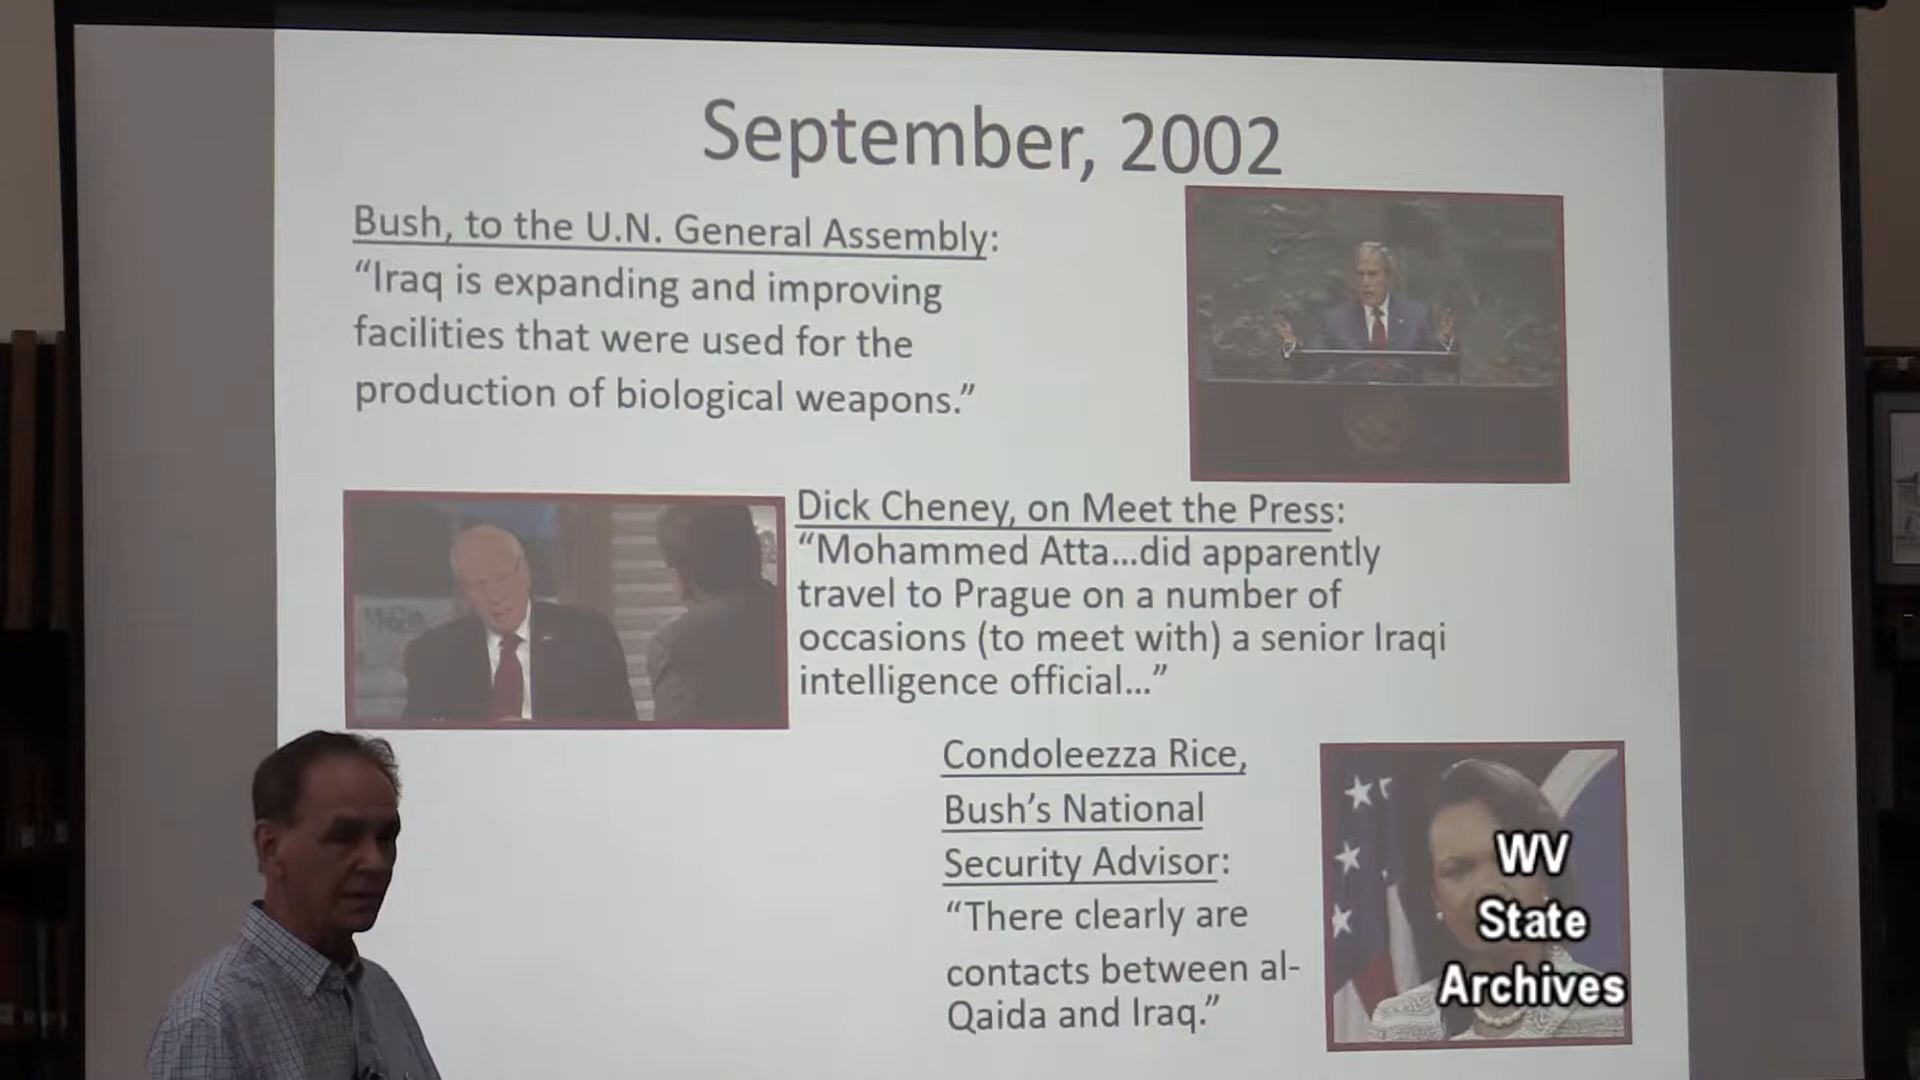 September, 2002
Bush, to the U.N. General Assembly:
“Iraq is expanding and improving
facilities that were used for the
production of biological weapons.”
Dick Cheney, on Meet the Press:
“Mohammed Atta...did apparently
travel to Prague on a number of
occasions (to meet with) a senior Iraqi
intelligence official...”
Condoleezza Rice,
Bush’s National
Security Advisor:
“There clearly are
contacts between al-
Qaida and Iraq.”
WV
State
Archives